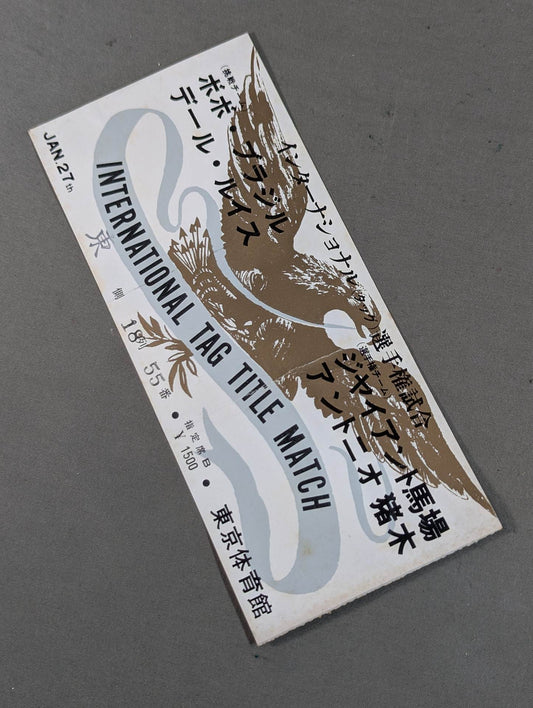 インターナショナル(タッグ)選手権試合
(挑戦チーム)
ボボ・ブラジル
デール・ルイス
(選手権チーム)
ジャイアント馬場
アントニオ猪木
INTERNATIONAL TAG TITLE MATCH
JAN.27th
東側 18列 55番 ・ 指定席B ¥1500 ・ 東京体育館